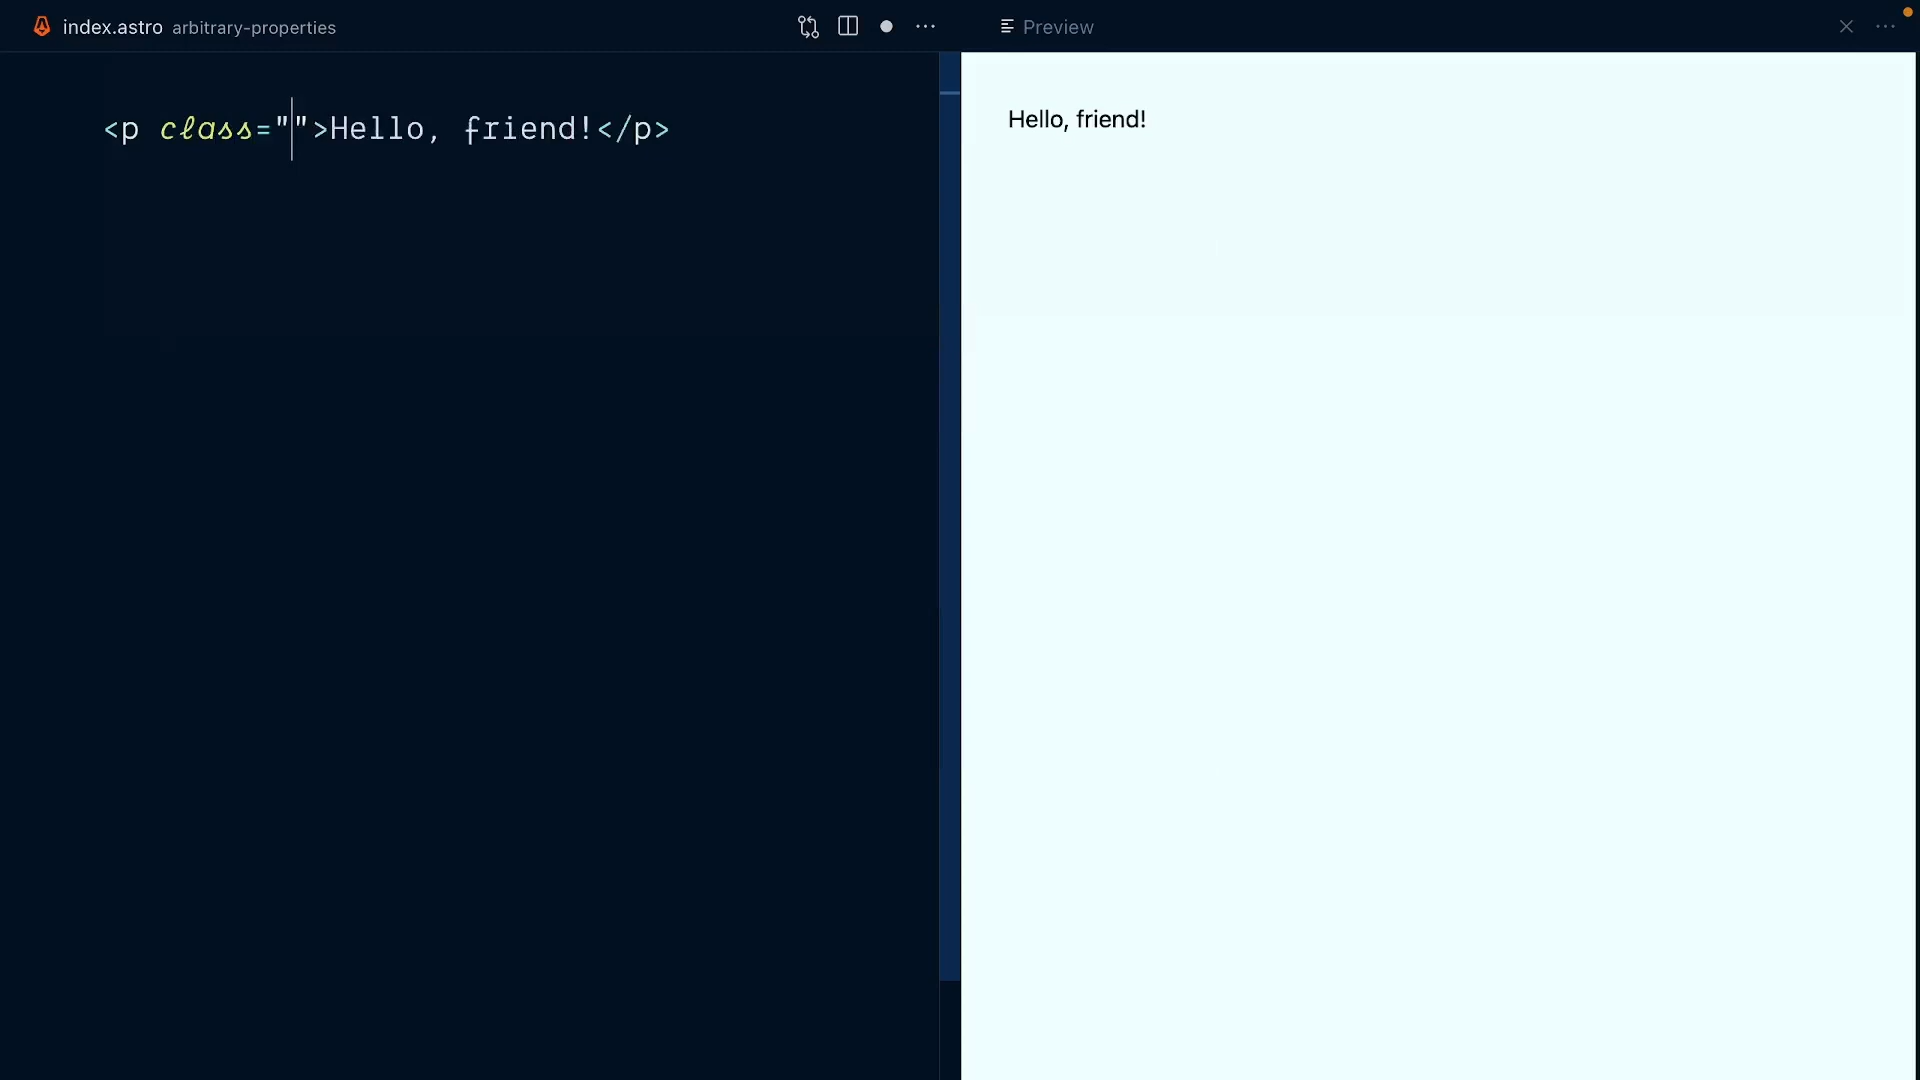 index.astro arbitrary-properties
Preview
<p class="">Hello, friend!</p>
Hello, friend!